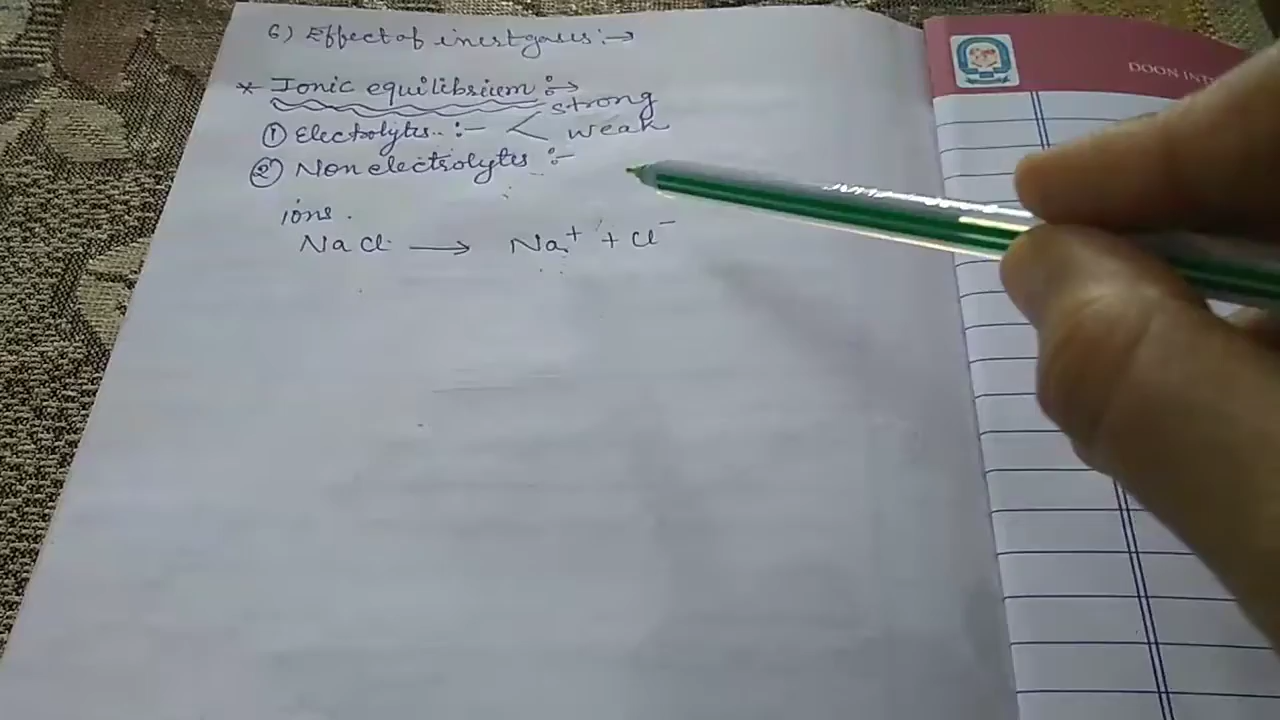 6) Effect of inert gases :→
DOON INT
* Ionic equilibrium :→
strong
① Electrolytes.. :- <
weak
② Non electrolytes :-
ions .
NaCl ⟶ Na⁺ + Cl⁻